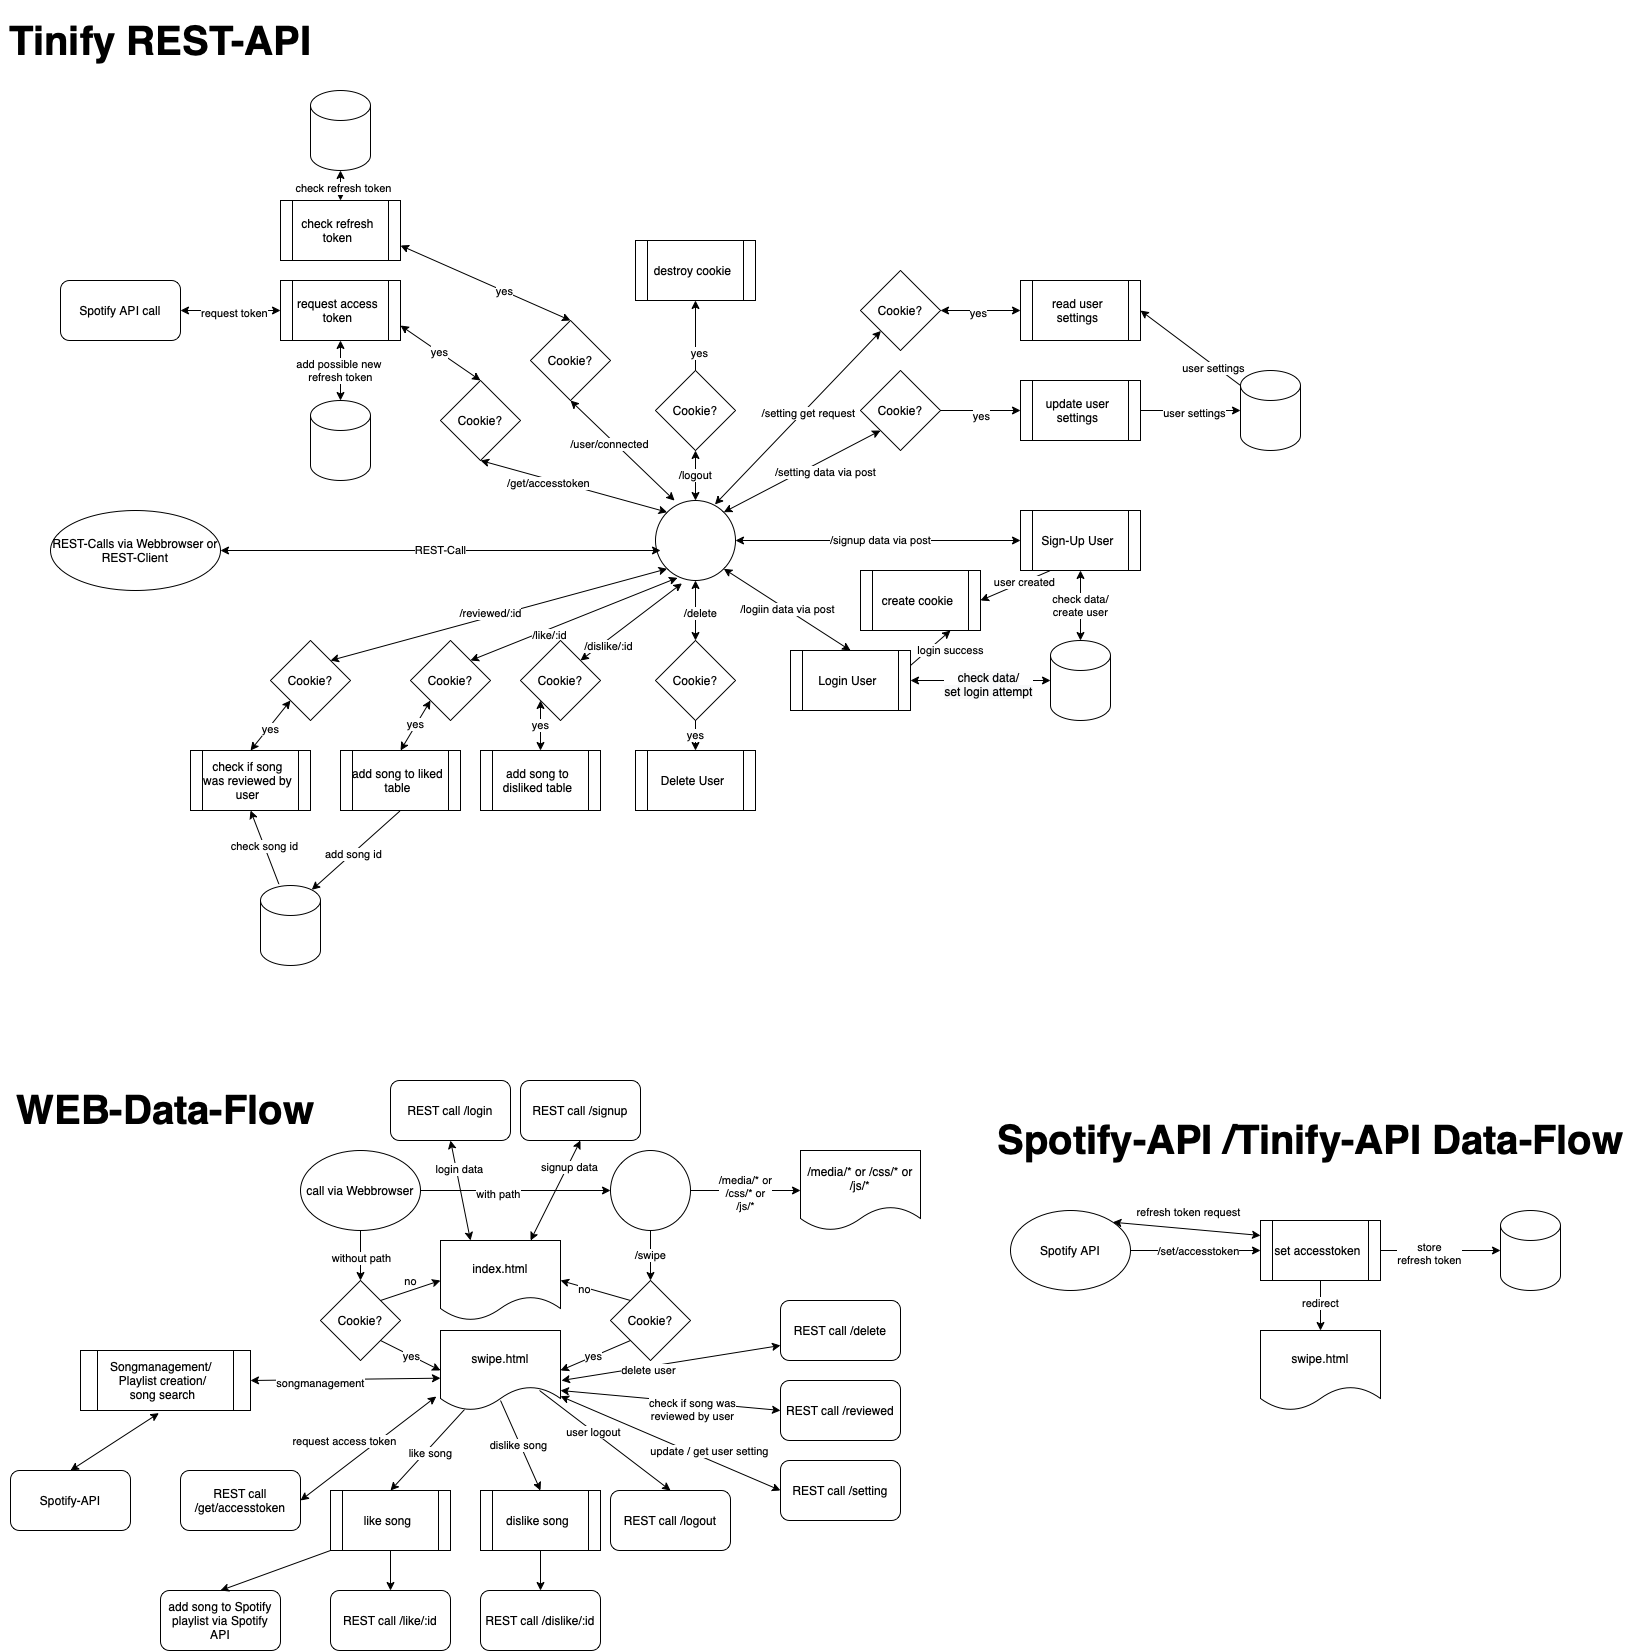 Tinify REST-API
check refresh token
check refresh
token
destroy cookie
Spotify API call
request token
request access
token
yes
Cookie?
yes
read user
settings
yes
yes
Cookie?
add possible new
refresh token
user settings
Cookie?
Cookie?
/setting get request
Cookie?
yes
update user
settings
user settings
/user/connected
/logout
/setting data via post
/get/accesstoken
REST-Calls via Webbrowser or
REST-Client
REST-Call
/signup data via post
Sign-Up User
user created
create cookie
check data/
create user
/reviewed/:id
/like/:id
/dislike/:id
/delete
/logiin data via post
login success
Cookie?
Cookie?
Cookie?
Cookie?
Login User
check data/
set login attempt
yes
yes
yes
yes
check if song
was reviewed by
user
add song to liked
table
add song to
disliked table
Delete User
check song id
add song id
WEB-Data-Flow
REST call /login
REST call /signup
Spotify-API /Tinify-API Data-Flow
login data
signup data
call via Webbrowser
with path
/media/* or
/css/* or
/js/*
/media/* or /css/* or
/js/*
without path
index.html
/swipe
no
no
Cookie?
Cookie?
yes
yes
swipe.html
REST call /delete
delete user
Songmanagement/
Playlist creation/
song search
songmanagement
check if song was
reviewed by user
REST call /reviewed
request access token
like song
dislike song
user logout
update / get user setting
Spotify-API
REST call
/get/accesstoken
like song
dislike song
REST call /logout
REST call /setting
add song to Spotify
playlist via Spotify
API
REST call /like/:id
REST call /dislike/:id
refresh token request
Spotify API
/set/accesstoken
set accesstoken
store
refresh token
redirect
swipe.html